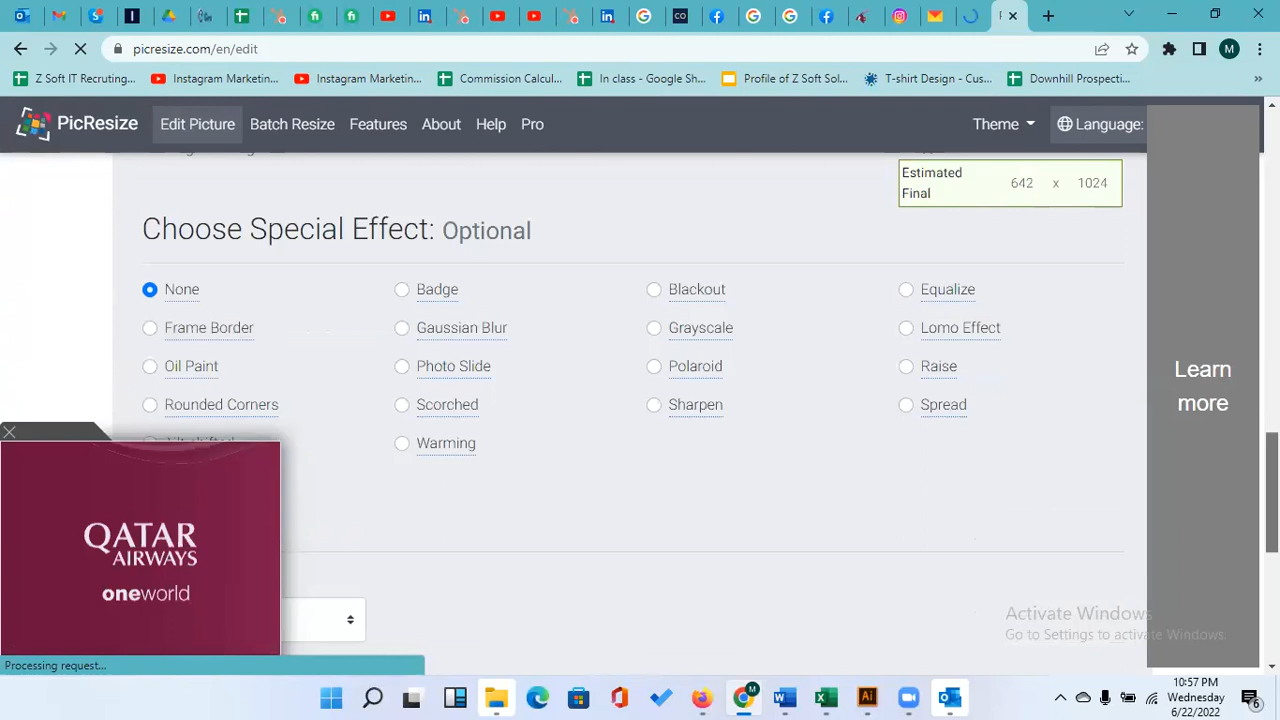 picresize.com/en/edit
Z Soft IT Recruting...
Instagram Marketin...
Instagram Marketin...
Commission Calcul...
In class - Google Sh...
Profile of Z Soft Sol...
T-shirt Design - Cus...
Downhill Prospecti...
PicResize
Edit Picture
Batch Resize
Features
About
Help
Pro
Theme
Language:
Estimated
Final
642 x 1024
Choose Special Effect: Optional
None
Badge
Blackout
Equalize
Frame Border
Gaussian Blur
Grayscale
Lomo Effect
Oil Paint
Photo Slide
Polaroid
Raise
Rounded Corners
Scorched
Sharpen
Spread
Warming
Learn
more
QATAR
AIRWAYS
oneworld
Activate Windows
Go to Settings to activate Windows.
Processing request...
10:57 PM
Wednesday
6/22/2022